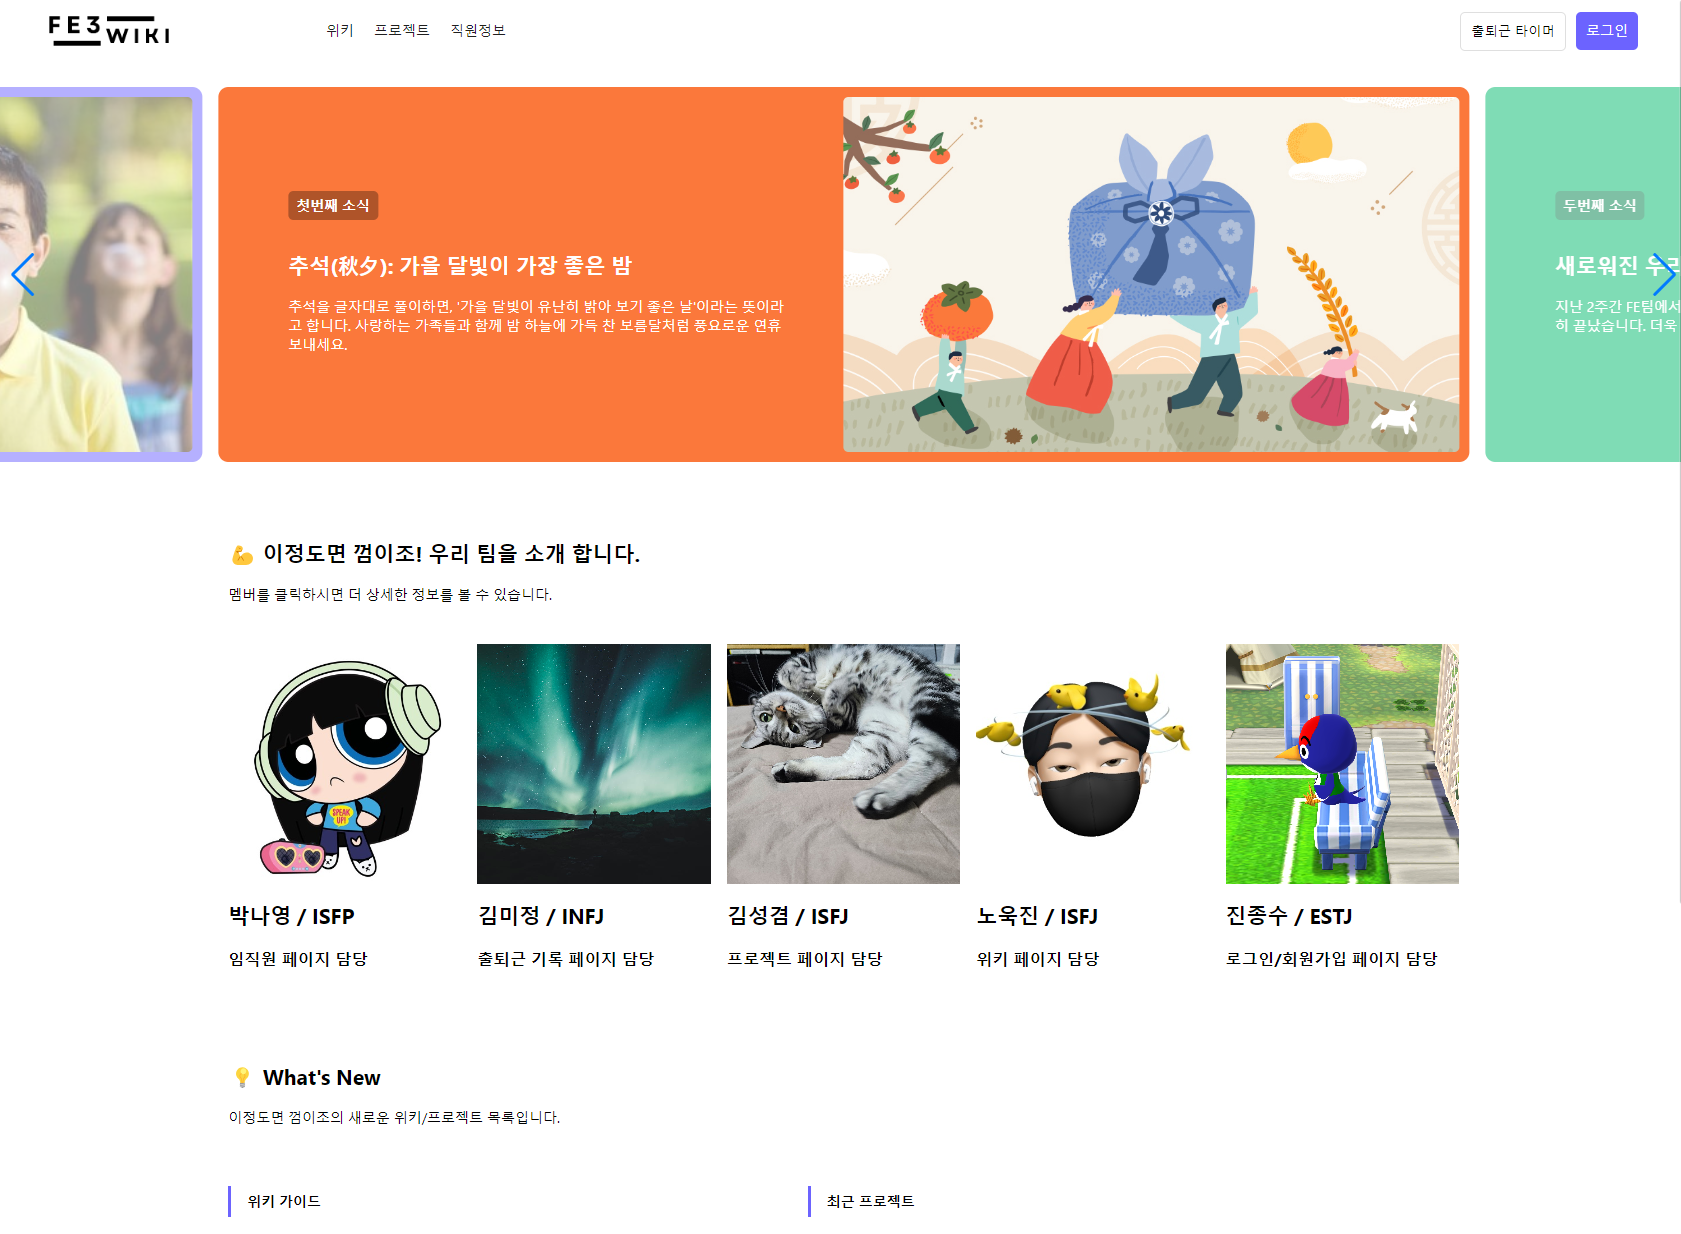 FE3 WIKI
위키 프로젝트 직원정보
출퇴근 타이머 로그인
첫번째 소식
추석(秋夕): 가을 달빛이 가장 좋은 밤
추석을 글자대로 풀이하면, '가을 달빛이 유난히 밝아 보기 좋은 날'이라는 뜻이라
고 합니다. 사랑하는 가족들과 함께 밤 하늘에 가득 찬 보름달처럼 풍요로운 연휴
보내세요.
두번째 소식
새로워진 우리
지난 2주간 FE팀에서
히 끝났습니다. 더욱
💪 이정도면 껌이조! 우리 팀을 소개 합니다.
멤버를 클릭하시면 더 상세한 정보를 볼 수 있습니다.
SPEAK
UP!
박나영 / ISFP
임직원 페이지 담당
김미정 / INFJ
출퇴근 기록 페이지 담당
김성겸 / ISFJ
프로젝트 페이지 담당
노욱진 / ISFJ
위키 페이지 담당
진종수 / ESTJ
로그인/회원가입 페이지 담당
💡 What's New
이정도면 껌이조의 새로운 위키/프로젝트 목록입니다.
위키 가이드
최근 프로젝트